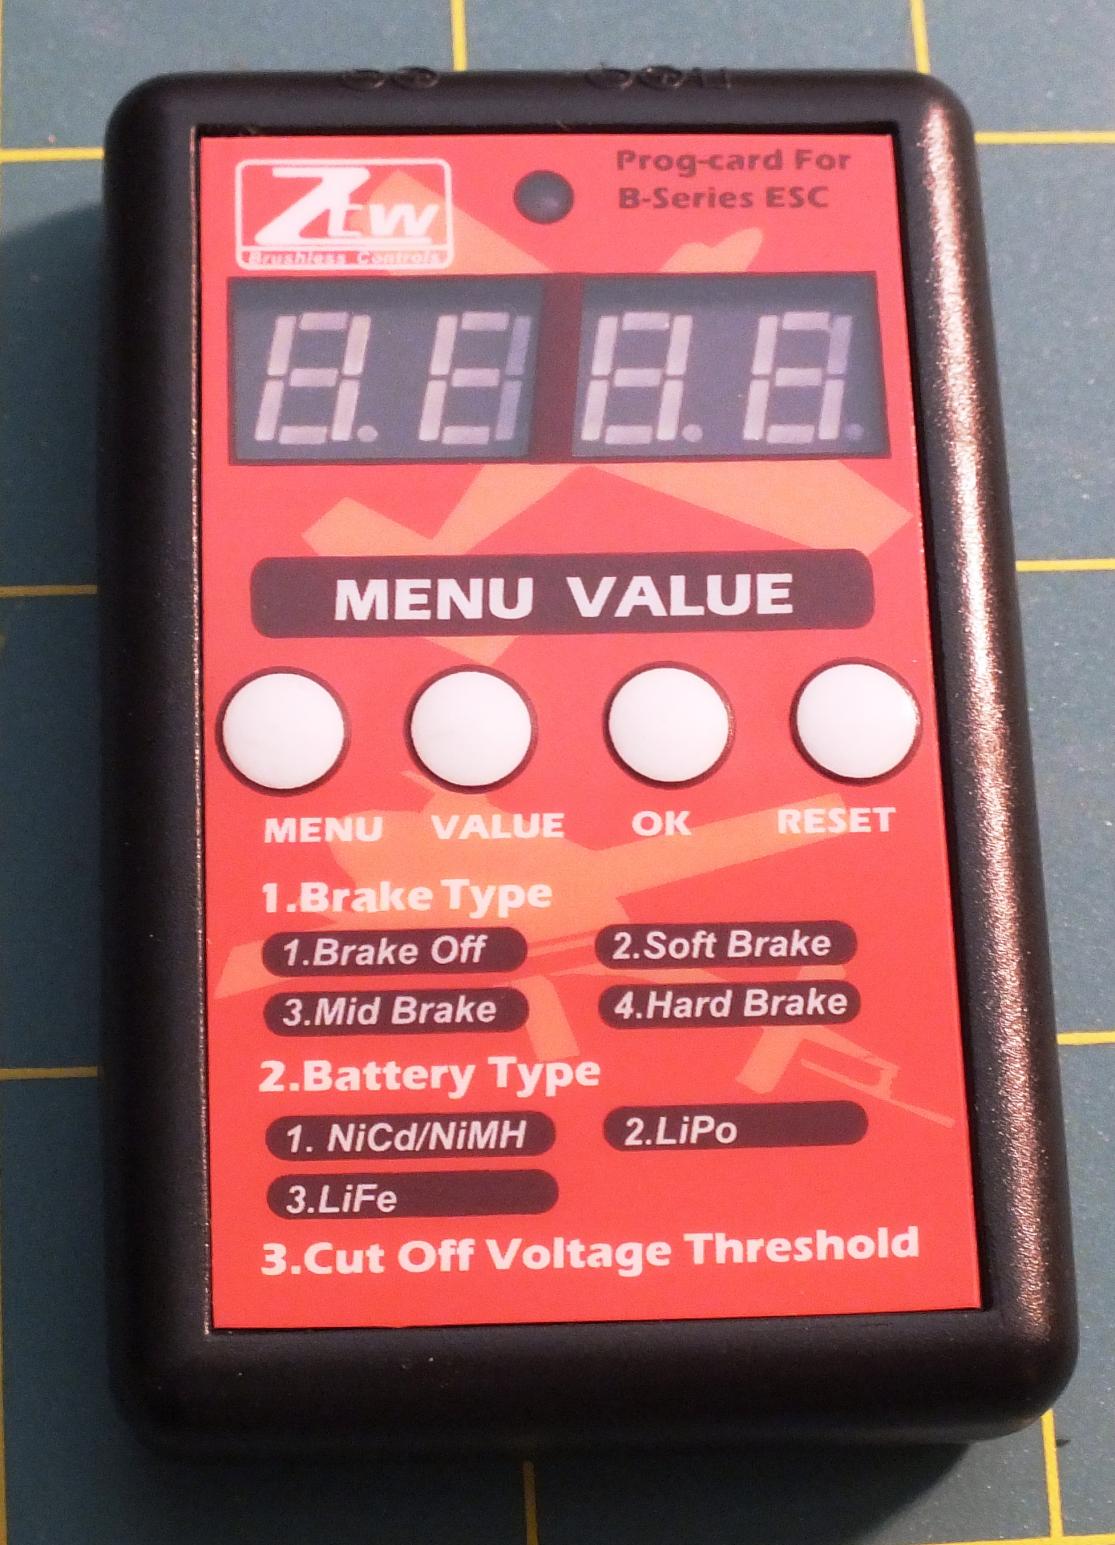 Ztw
Brushless Controls
Prog-card For
B-Series ESC
MENU VALUE
MENU VALUE OK RESET
1.Brake Type
1.Brake Off 2.Soft Brake
3.Mid Brake 4.Hard Brake
2.Battery Type
1. NiCd/NiMH 2.LiPo
3.LiFe
3.Cut Off Voltage Threshold